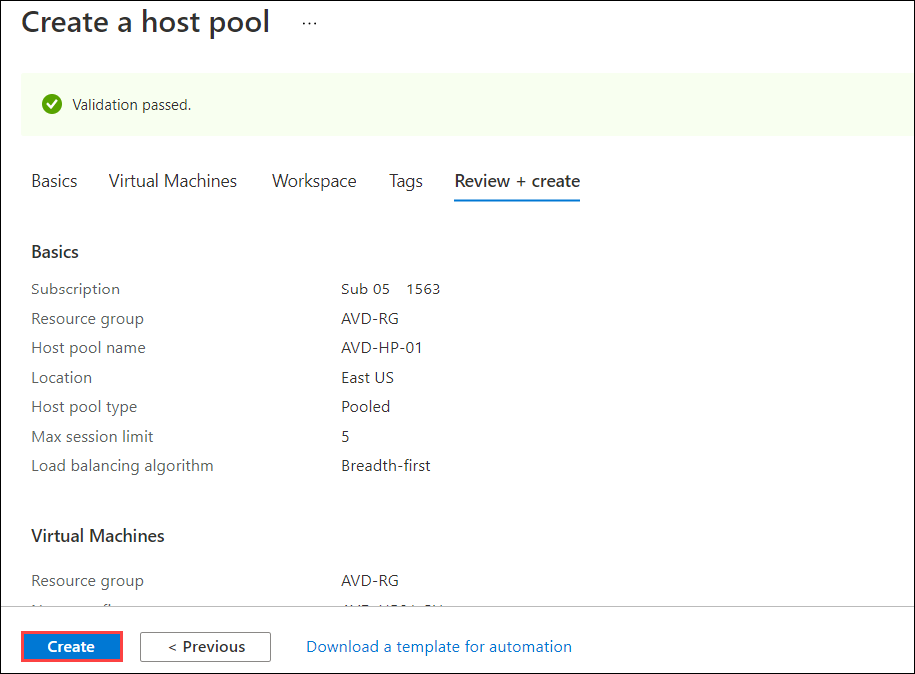 Create a host pool ...
Validation passed.
Basics Virtual Machines Workspace Tags Review + create
Basics
Subscription Sub 05 1563
Resource group AVD-RG
Host pool name AVD-HP-01
Location East US
Host pool type Pooled
Max session limit 5
Load balancing algorithm Breadth-first
Virtual Machines
Resource group AVD-RG
Create < Previous Download a template for automation